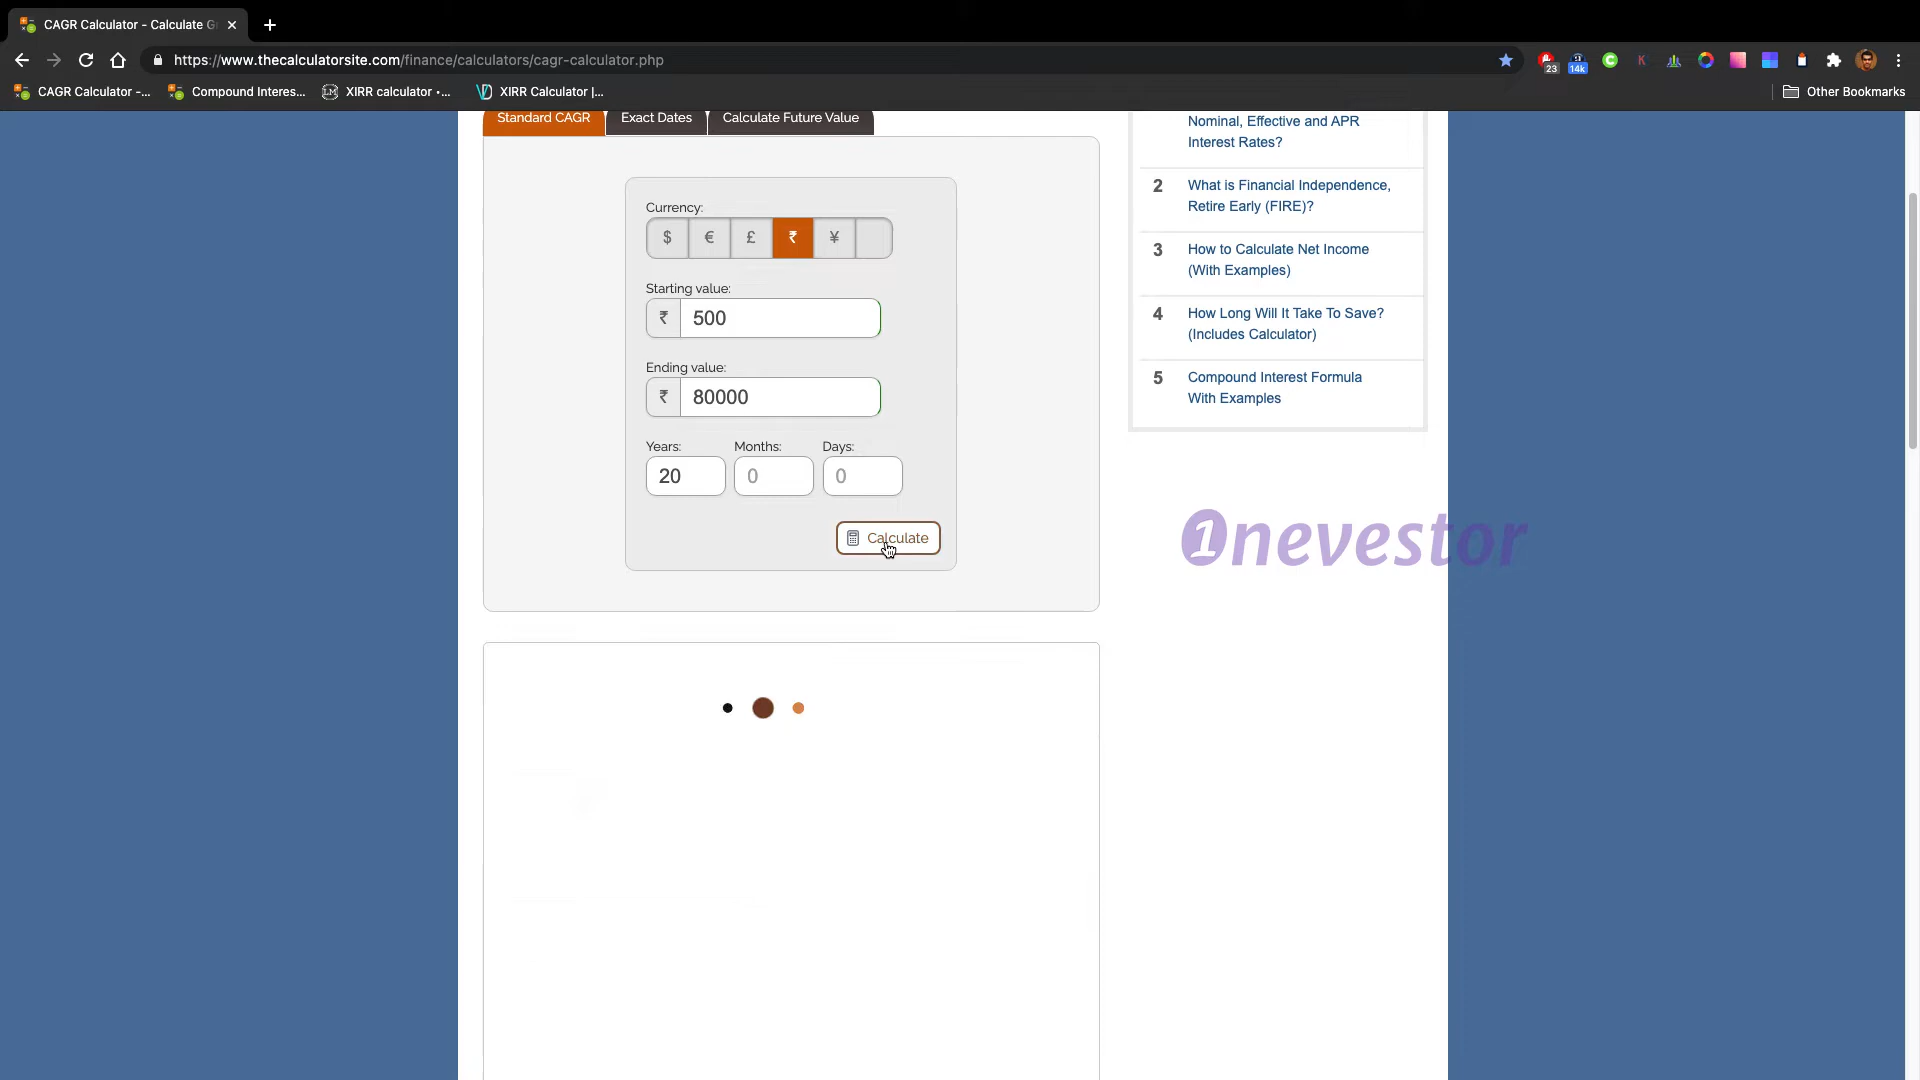 CAGR Calculator - Calculate G
https://www.thecalculatorsite.com/finance/calculators/cagr-calculator.php
23
14k
CAGR Calculator -...
Compound Interes...
XIRR calculator •...
XIRR Calculator |...
Other Bookmarks
Standard CAGR
Exact Dates
Calculate Future Value
Currency:
$ € £ ₹ ¥
Starting value:
₹ 500
Ending value:
₹ 80000
Years: Months: Days:
20 0 0
Calculate
Nominal, Effective and APR
Interest Rates?
2 What is Financial Independence,
Retire Early (FIRE)?
3 How to Calculate Net Income
(With Examples)
4 How Long Will It Take To Save?
(Includes Calculator)
5 Compound Interest Formula
With Examples
1nevestor